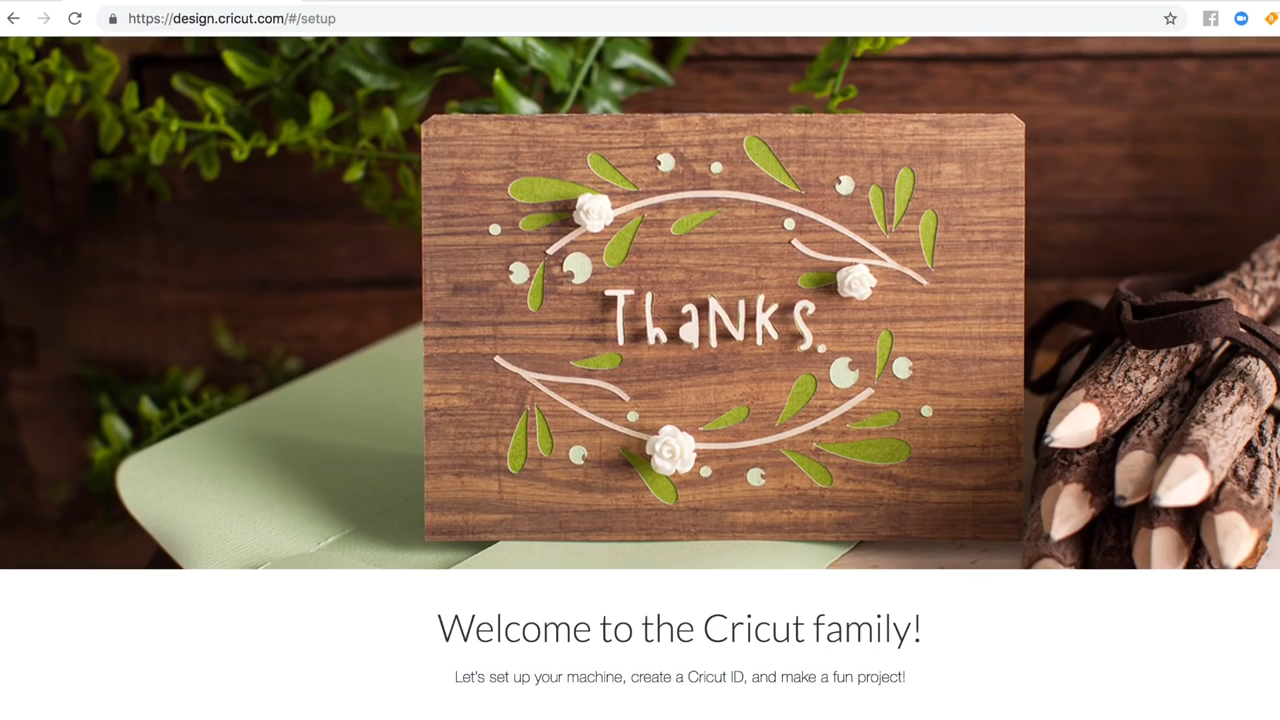 https://design.cricut.com/#/setup
Thanks.
Welcome to the Cricut family!
Let's set up your machine, create a Cricut ID, and make a fun project!